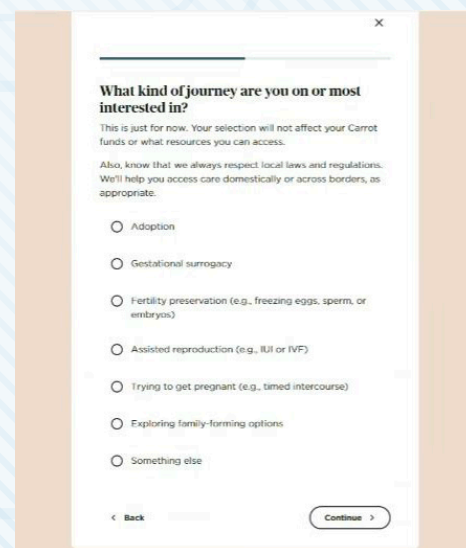 What kind of journey are you on or most
interested in?
This is just for now. Your selection will not affect your Carrot
funds or what resources you can access.
Also, know that we always respect local laws and regulations.
We'll help you access care domestically or across borders, as
appropriate.
Adoption
Gestational surrogacy
Fertility preservation (e.g., freezing eggs, sperm, or
embryos)
Assisted reproduction (e.g., IUI or IVF)
Trying to get pregnant (e.g., timed intercourse)
Exploring family-forming options
Something else
< Back
Continue >